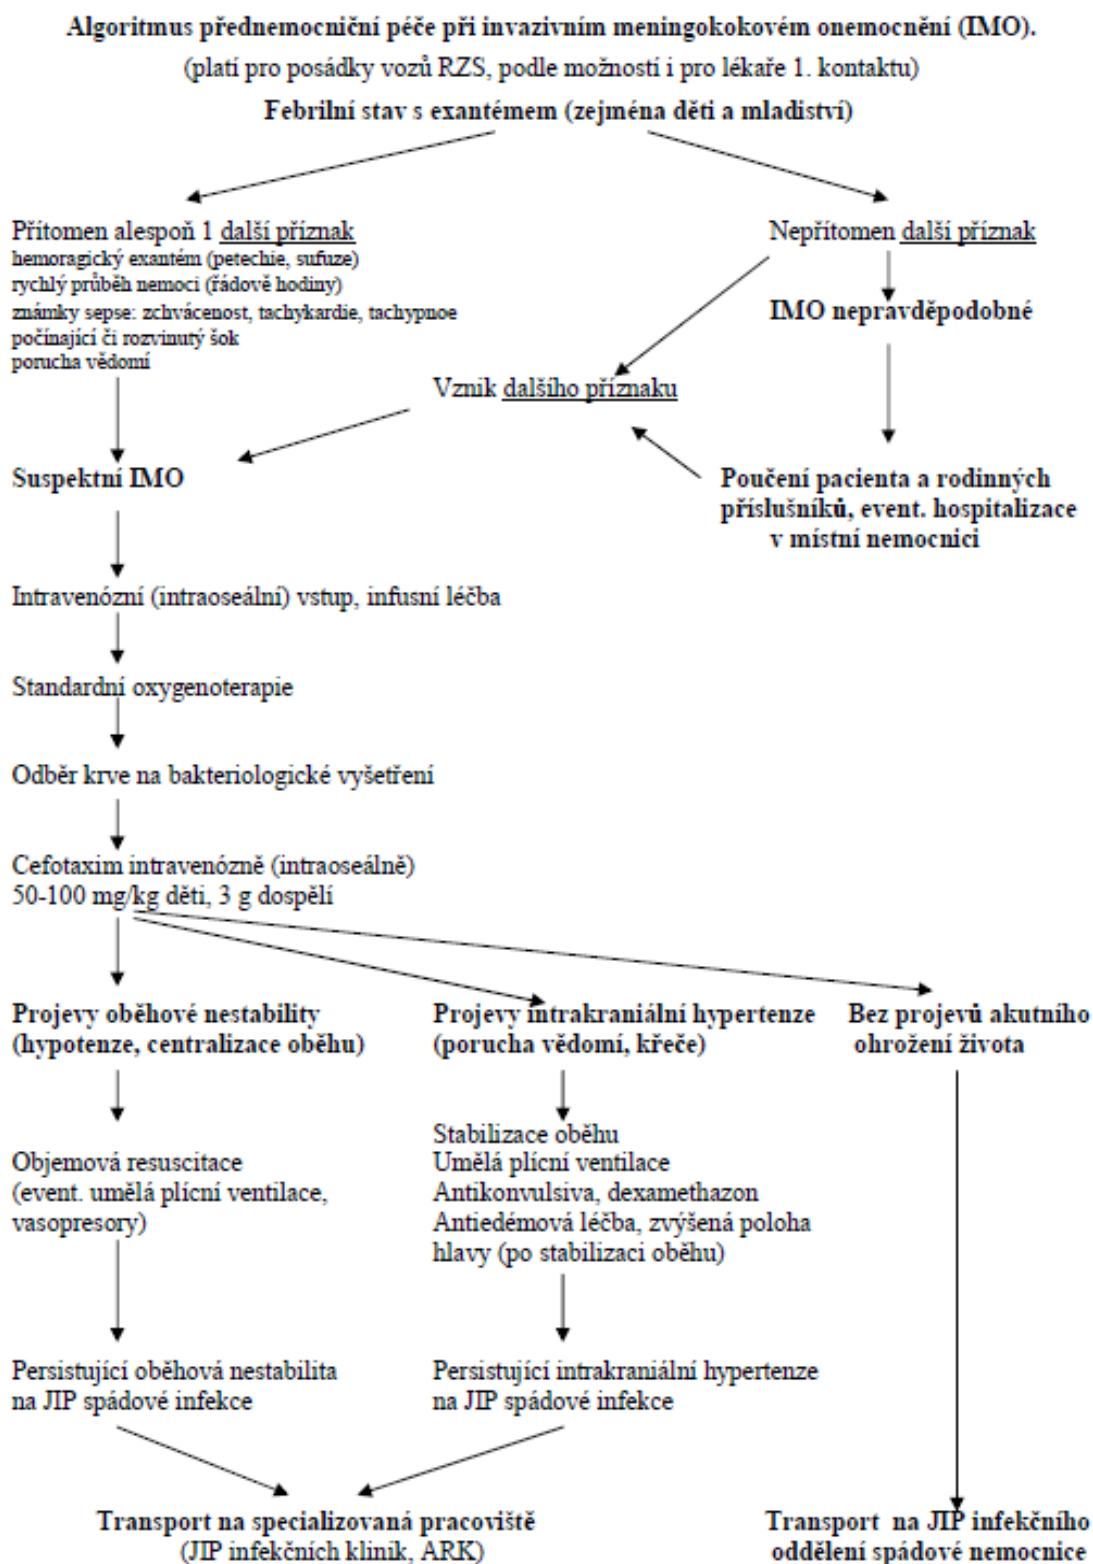 Algoritmus přednemocniční péče při invazivním meningokokovém onemocnění (IMO).
(platí pro posádky vozů RZS, podle možností i pro lékaře 1. kontaktu)
Febrilní stav s exantémem (zejména děti a mladiství)
Přítomen alespoň 1 další příznak
hemoragický exantém (petechie, sufuze)
rychlý průběh nemoci (řádově hodiny)
známky sepse: zchvácenost, tachykardie, tachypnoe
počínající či rozvinutý šok
porucha vědomí
Nepřítomen další příznak
IMO nepravděpodobné
Vznik dalšího příznaku
Suspektní IMO
Poučení pacienta a rodinných
příslušníků, event. hospitalizace
v místní nemocnici
Intravenózní (intraoseální) vstup, infusní léčba
Standardní oxygenoterapie
Odběr krve na bakteriologické vyšetření
Cefotaxim intravenózně (intraoseálně)
50-100 mg/kg děti, 3 g dospělí
Projevy oběhové nestability
(hypotenze, centralizace oběhu)
Projevy intrakraniální hypertenze
(porucha vědomí, křeče)
Bez projevů akutního
ohrožení života
Objemová resuscitace
(event. umělá plícní ventilace,
vasopresory)
Stabilizace oběhu
Umělá plícní ventilace
Antikonvulsiva, dexamethazon
Antiedémová léčba, zvýšená poloha
hlavy (po stabilizaci oběhu)
Persistující oběhová nestabilita
na JIP spádové infekce
Persistující intrakraniální hypertenze
na JIP spádové infekce
Transport na specializovaná pracoviště
(JIP infekčních klinik, ARK)
Transport na JIP infekčního
oddělení spádové nemocnice